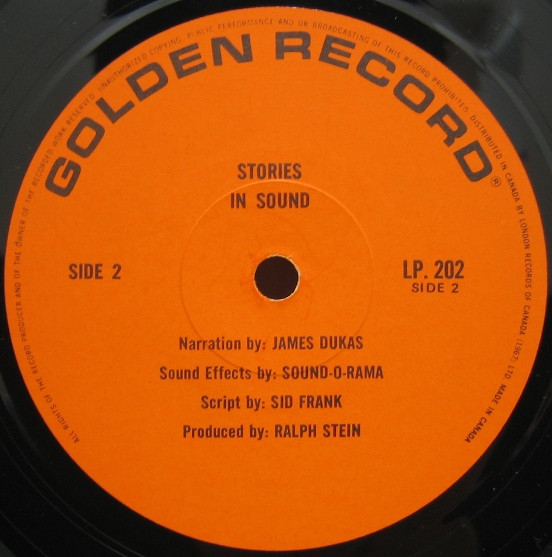 ALL RIGHTS OF THE RECORD PRODUCER AND OF THE OWNER OF THE RECORDED WORK RESERVED. UNAUTHORIZED COPYING, PUBLIC PERFORMANCE AND OR BROADCASTING OF THIS RECORD PROHIBITED. DISTRIBUTED IN CANADA BY LONDON RECORDS OF CANADA (1967) LTD. MADE IN CANADA
GOLDEN RECORD®
STORIES
IN SOUND
SIDE 2
LP. 202
SIDE 2
Narration by: JAMES DUKAS
Sound Effects by: SOUND-O-RAMA
Script by: SID FRANK
Produced by: RALPH STEIN